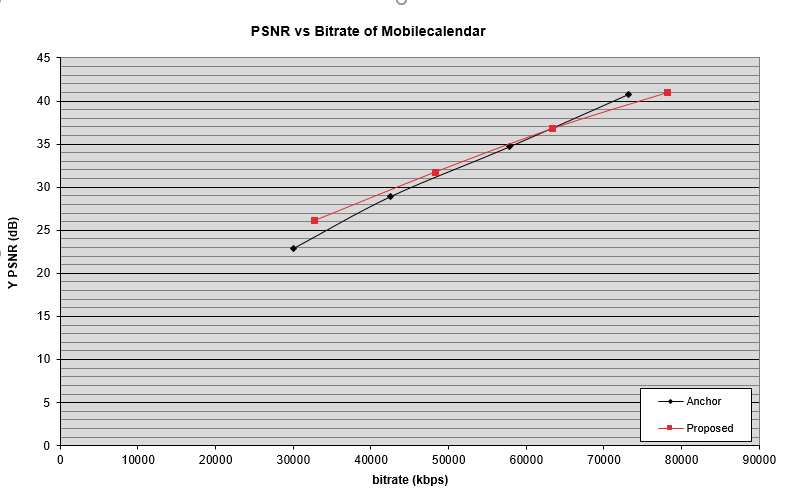 PSNR vs Bitrate of Mobilecalendar
45
40
35
30
25
20
15
10
5
0
Y PSNR (dB)
0 10000 20000 30000 40000 50000 60000 70000 80000 90000
bitrate (kbps)
Anchor
Proposed